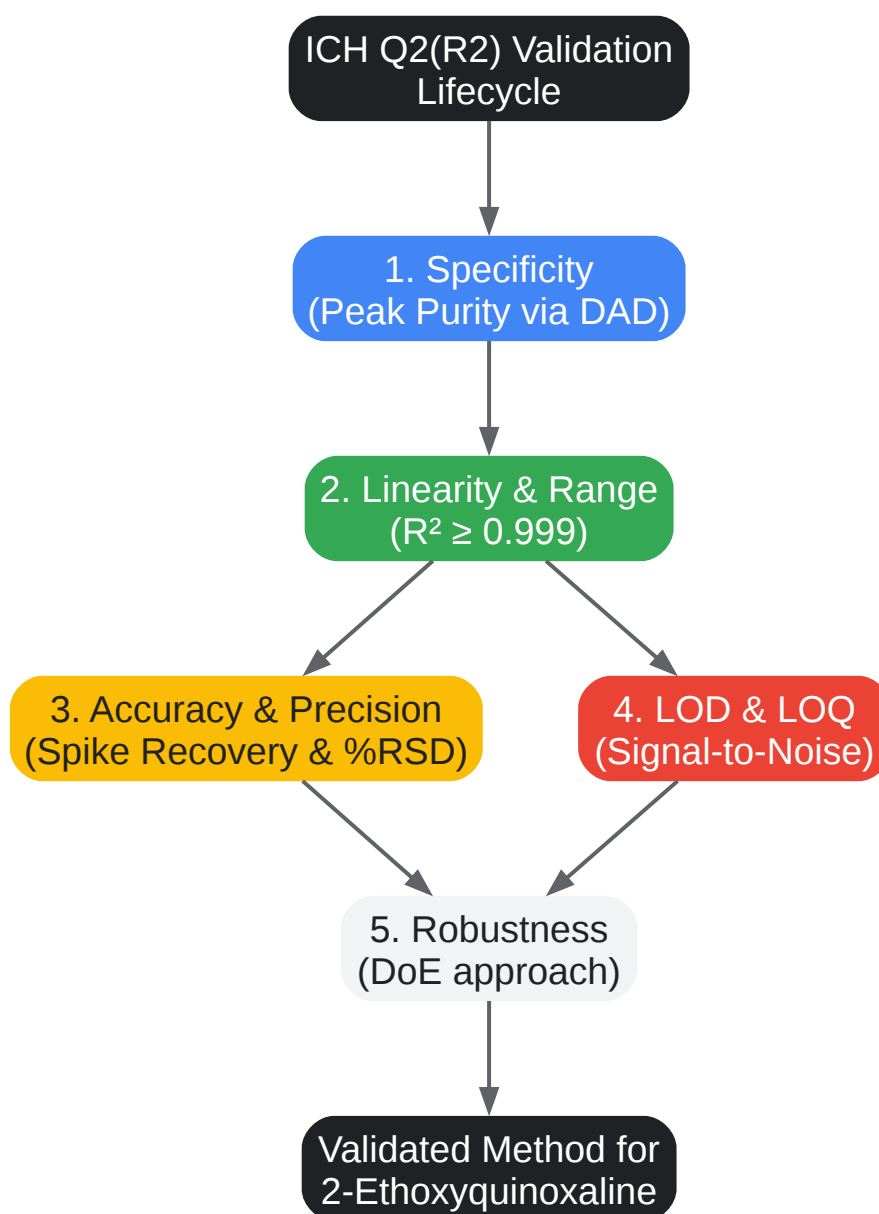 ICH Q2(R2) Validation
Lifecycle
1. Specificity
(Peak Purity via DAD)
2. Linearity & Range
(R² ≥ 0.999)
3. Accuracy & Precision
(Spike Recovery & %RSD)
4. LOD & LOQ
(Signal-to-Noise)
5. Robustness
(DoE approach)
Validated Method for
2-Ethoxyquinoxaline